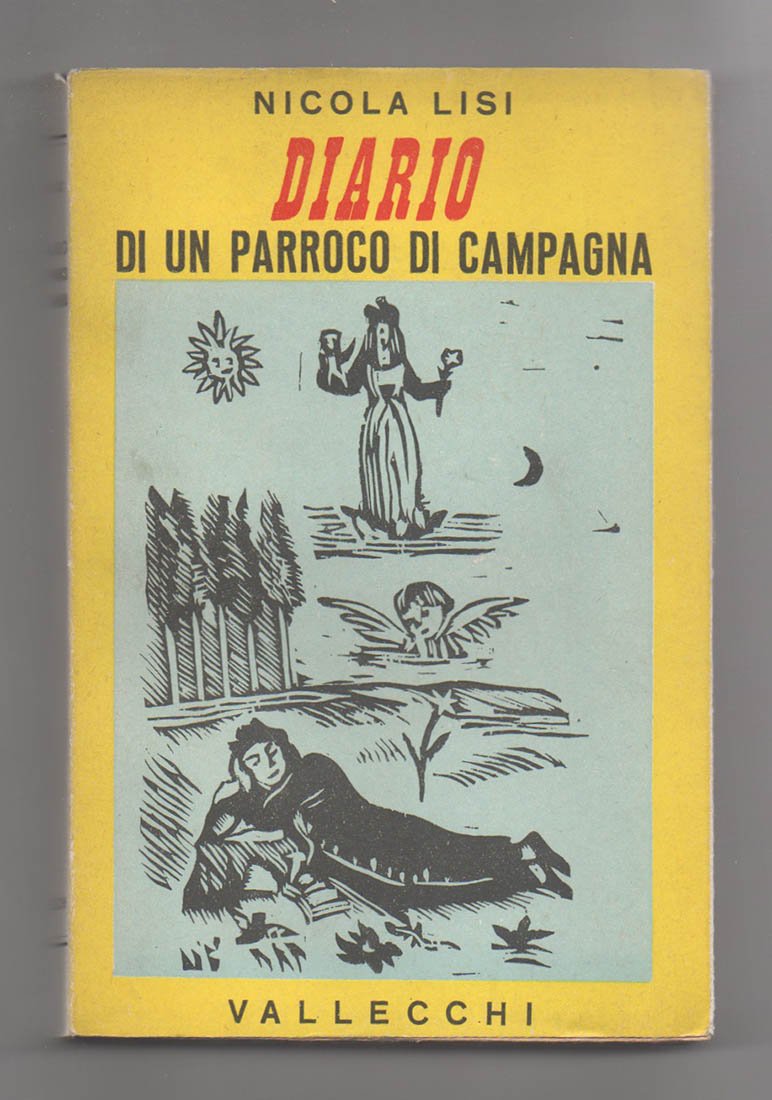 NICOLA LISI
DIARIO
DI UN PARROCO DI CAMPAGNA
VALLECCHI